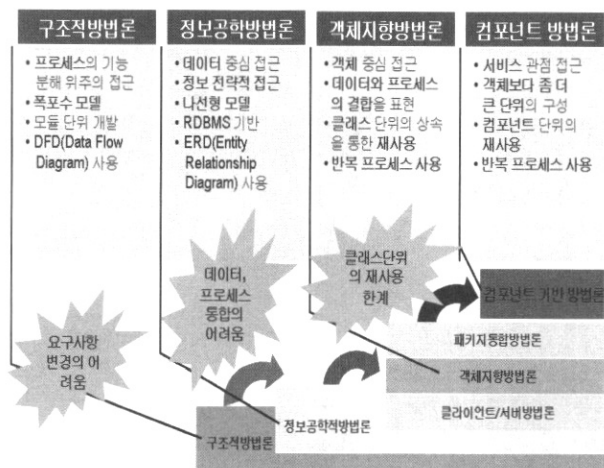 구조적방법론
• 프로세스의 기능
분해 위주의 접근
• 폭포수 모델
• 모듈 단위 개발
• DFD(Data Flow
Diagram) 사용
정보공학방법론
• 데이터 중심 접근
• 정보 전략적 접근
• 나선형 모델
• RDBMS 기반
• ERD(Entity
Relationship
Diagram) 사용
객체지향방법론
• 객체 중심 접근
• 데이터와 프로세스
의 결합을 표현
• 클래스 단위의 상속
을 통한 재사용
• 반복 프로세스 사용
컴포넌트 방법론
• 서비스 관점 접근
• 객체보다 좀 더
큰 단위의 구성
• 컴포넌트 단위의
재사용
• 반복 프로세스 사용
요구사항
변경의 어
려움
데이터,
프로세스
통합의
어려움
클래스단위
의 재사용
한계
컴포넌트 기반 방법론
패키지통합방법론
객체지향방법론
클라이언트/서버방법론
정보공학적방법론
구조적방법론